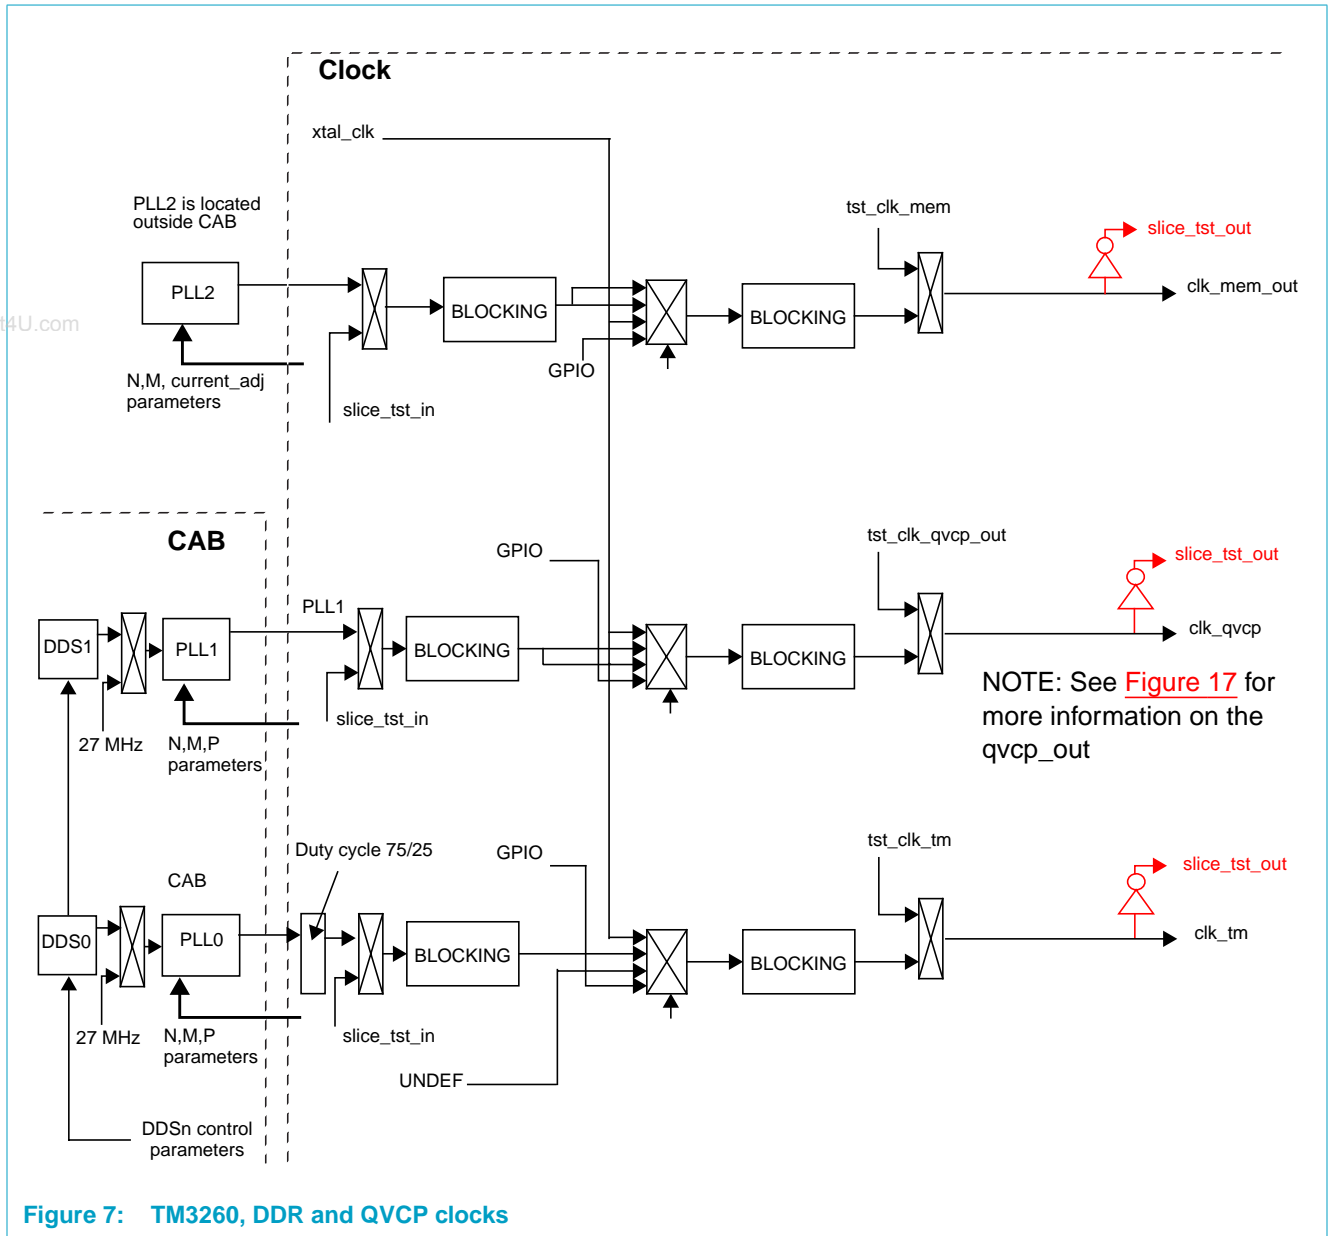 Clock
xtal_clk
PLL2 is located
outside CAB
tst_clk_mem
slice_tst_out
PLL2
BLOCKING
BLOCKING
clk_mem_out
t4U.com
GPIO
N,M, current_adj
parameters
slice_tst_in
CAB
GPIO
tst_clk_qvcp_out
slice_tst_out
PLL1
DDS1
PLL1
BLOCKING
BLOCKING
clk_qvcp
NOTE: See Figure 17 for
more information on the
qvcp_out
slice_tst_in
27 MHz
N,M,P
parameters
Duty cycle 75/25
GPIO
tst_clk_tm
slice_tst_out
CAB
DDS0
PLL0
BLOCKING
BLOCKING
clk_tm
27 MHz
N,M,P
parameters
slice_tst_in
UNDEF
DDSn control
parameters
Figure 7: TM3260, DDR and QVCP clocks